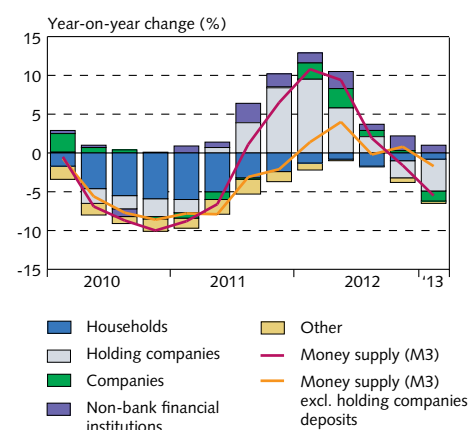 Year-on-year change (%)
15
10
5
0
-5
-10
-15
2010 2011 2012 '13
Households
Holding companies
Companies
Non-bank financial
institutions
Other
Money supply (M3)
Money supply (M3)
excl. holding companies
deposits